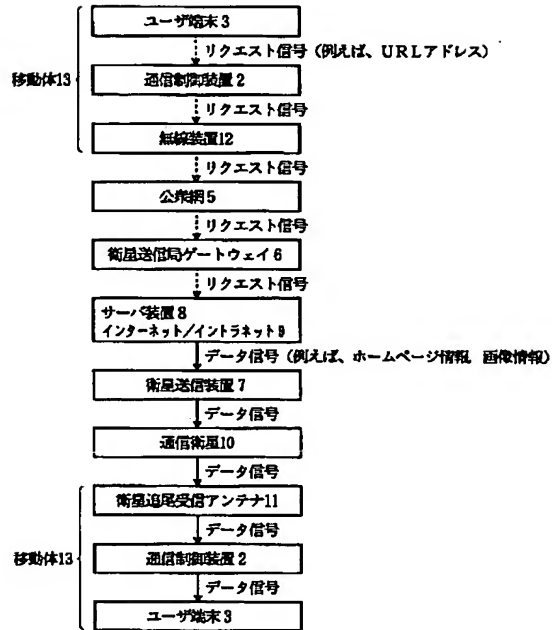 ユーザ端末3
リクエスト信号(例えば、URLアドレス)
移動体13
通信制御装置2
リクエスト信号
無線装置12
リクエスト信号
公衆網5
リクエスト信号
衛星送信局ゲートウェイ6
リクエスト信号
サーバ装置8
インターネット/イントラネット9
データ信号(例えば、ホームページ情報、画像情報)
衛星送信装置7
データ信号
通信衛星10
データ信号
衛星追尾受信アンテナ11
データ信号
移動体13
通信制御装置2
データ信号
ユーザ端末3